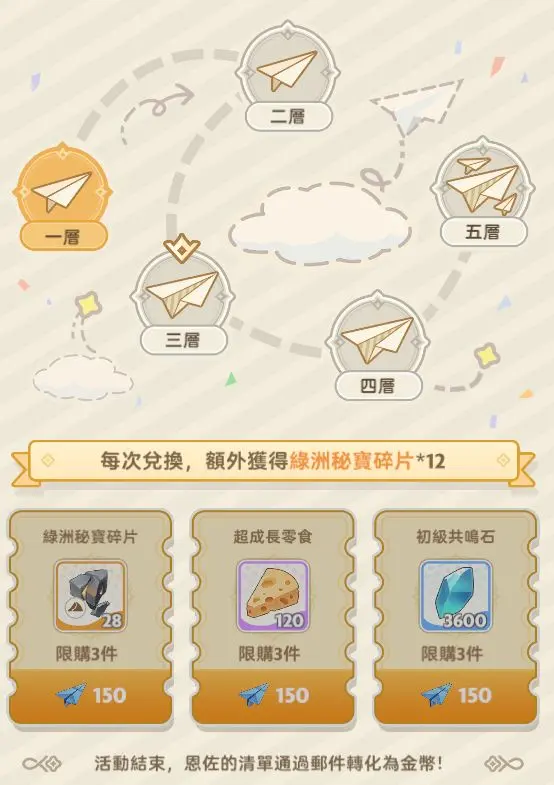 二層
一層
五層
三層
四層
每次兌換，額外獲得綠洲秘寶碎片*12
綠洲秘寶碎片
超成長零食
初級共鳴石
28
120
3600
限購3件
限購3件
限購3件
150
150
150
活動結束，恩佐的清單通過郵件轉化為金幣！